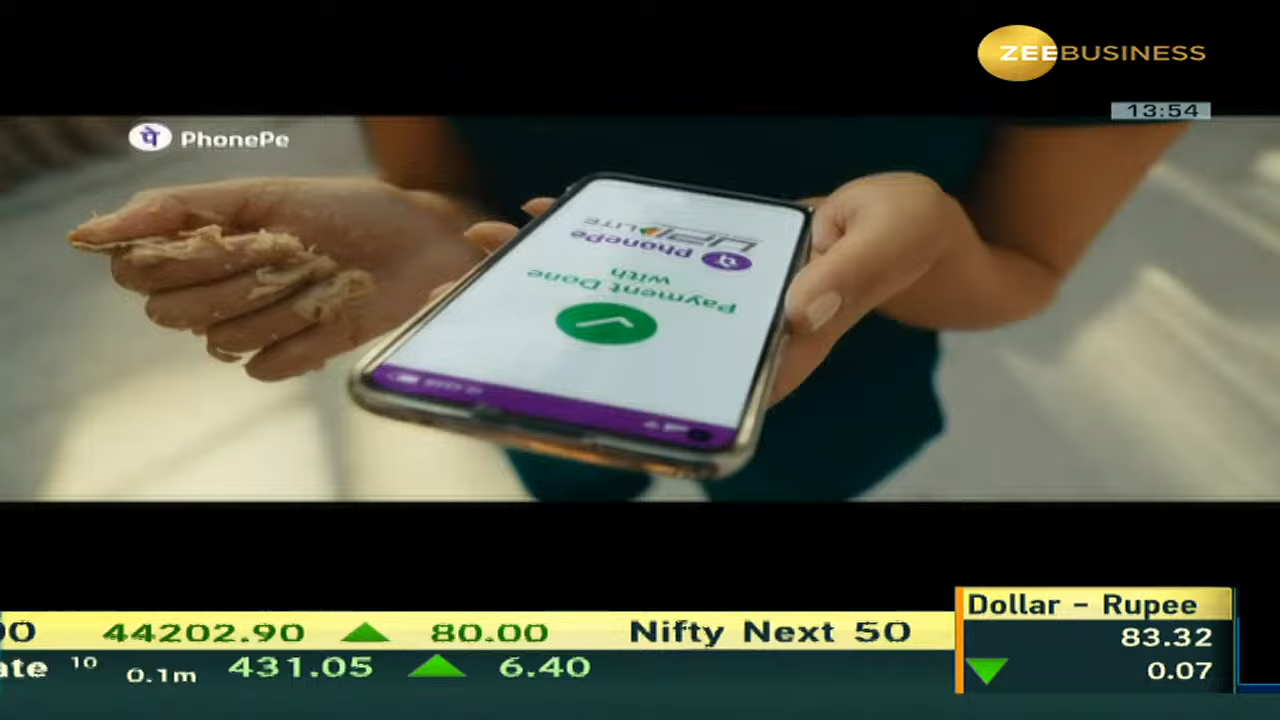 ZEEBUSINESS
13:54
पे PhonePe
UPI LITE
पे PhonePe
with
Payment Done
Dollar - Rupee
83.32
0.07
00 44202.90 80.00 Nifty Next 50
ate 10 0.1m 431.05 6.40